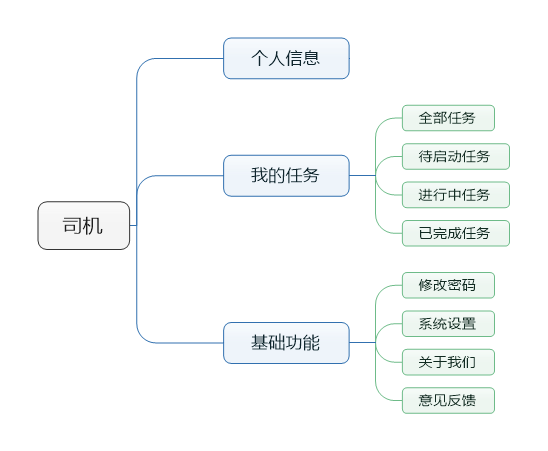 司机
个人信息
我的任务
全部任务
待启动任务
进行中任务
已完成任务
基础功能
修改密码
系统设置
关于我们
意见反馈